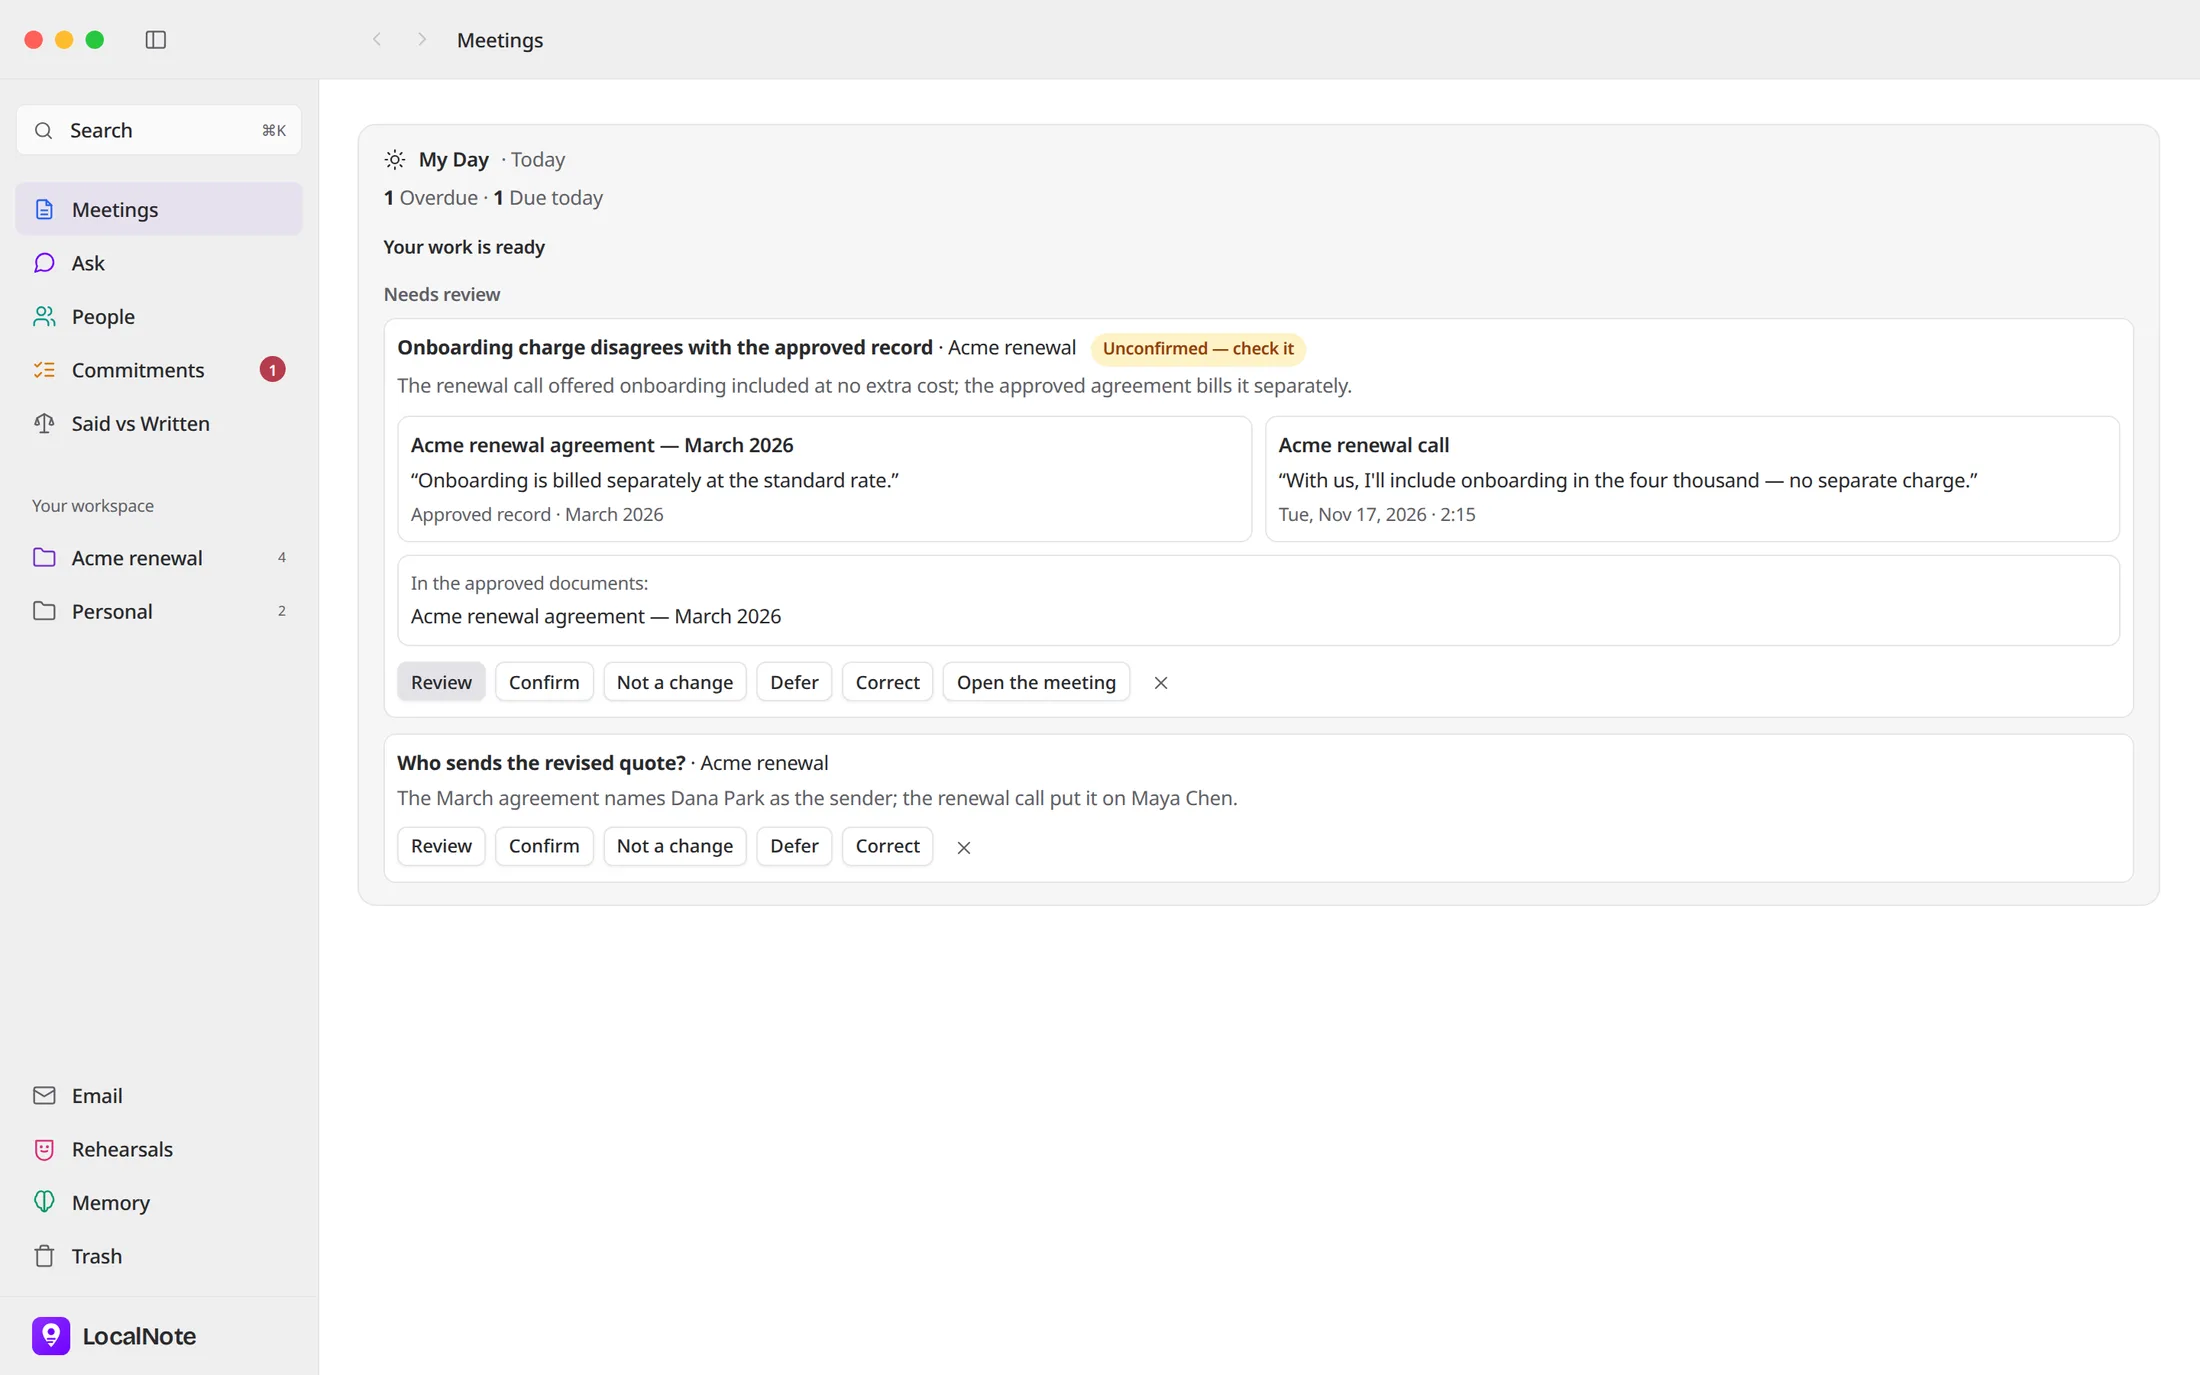 Meetings
Search ⌘K
Meetings
Ask
People
Commitments 1
Said vs Written
Your workspace
Acme renewal 4
Personal 2
Email
Rehearsals
Memory
Trash
LocalNote
My Day · Today
1 Overdue · 1 Due today
Your work is ready
Needs review
Onboarding charge disagrees with the approved record · Acme renewal Unconfirmed — check it
The renewal call offered onboarding included at no extra cost; the approved agreement bills it separately.
Acme renewal agreement — March 2026
“Onboarding is billed separately at the standard rate.”
Approved record · March 2026
Acme renewal call
“With us, I'll include onboarding in the four thousand — no separate charge.”
Tue, Nov 17, 2026 · 2:15
In the approved documents:
Acme renewal agreement — March 2026
Review Confirm Not a change Defer Correct Open the meeting
Who sends the revised quote? · Acme renewal
The March agreement names Dana Park as the sender; the renewal call put it on Maya Chen.
Review Confirm Not a change Defer Correct